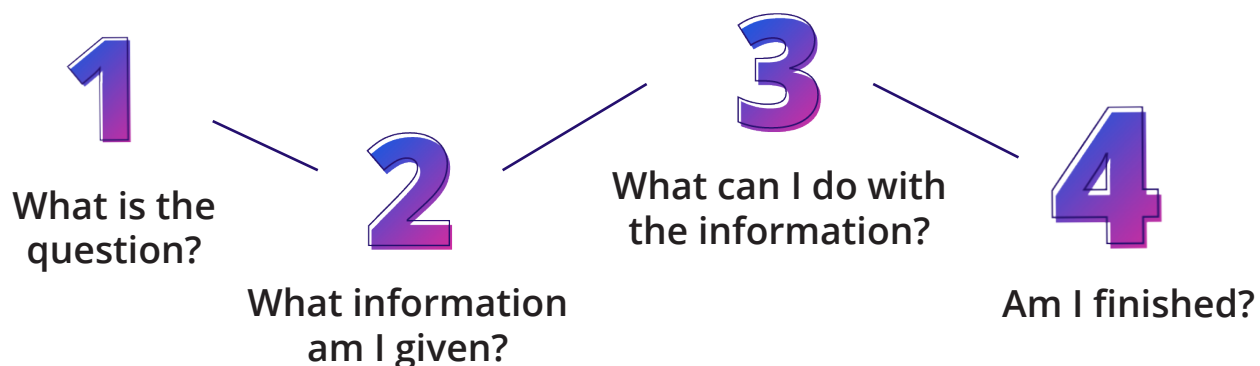 1
What is the
question?
2
What information
am I given?
3
What can I do with
the information?
4
Am I finished?